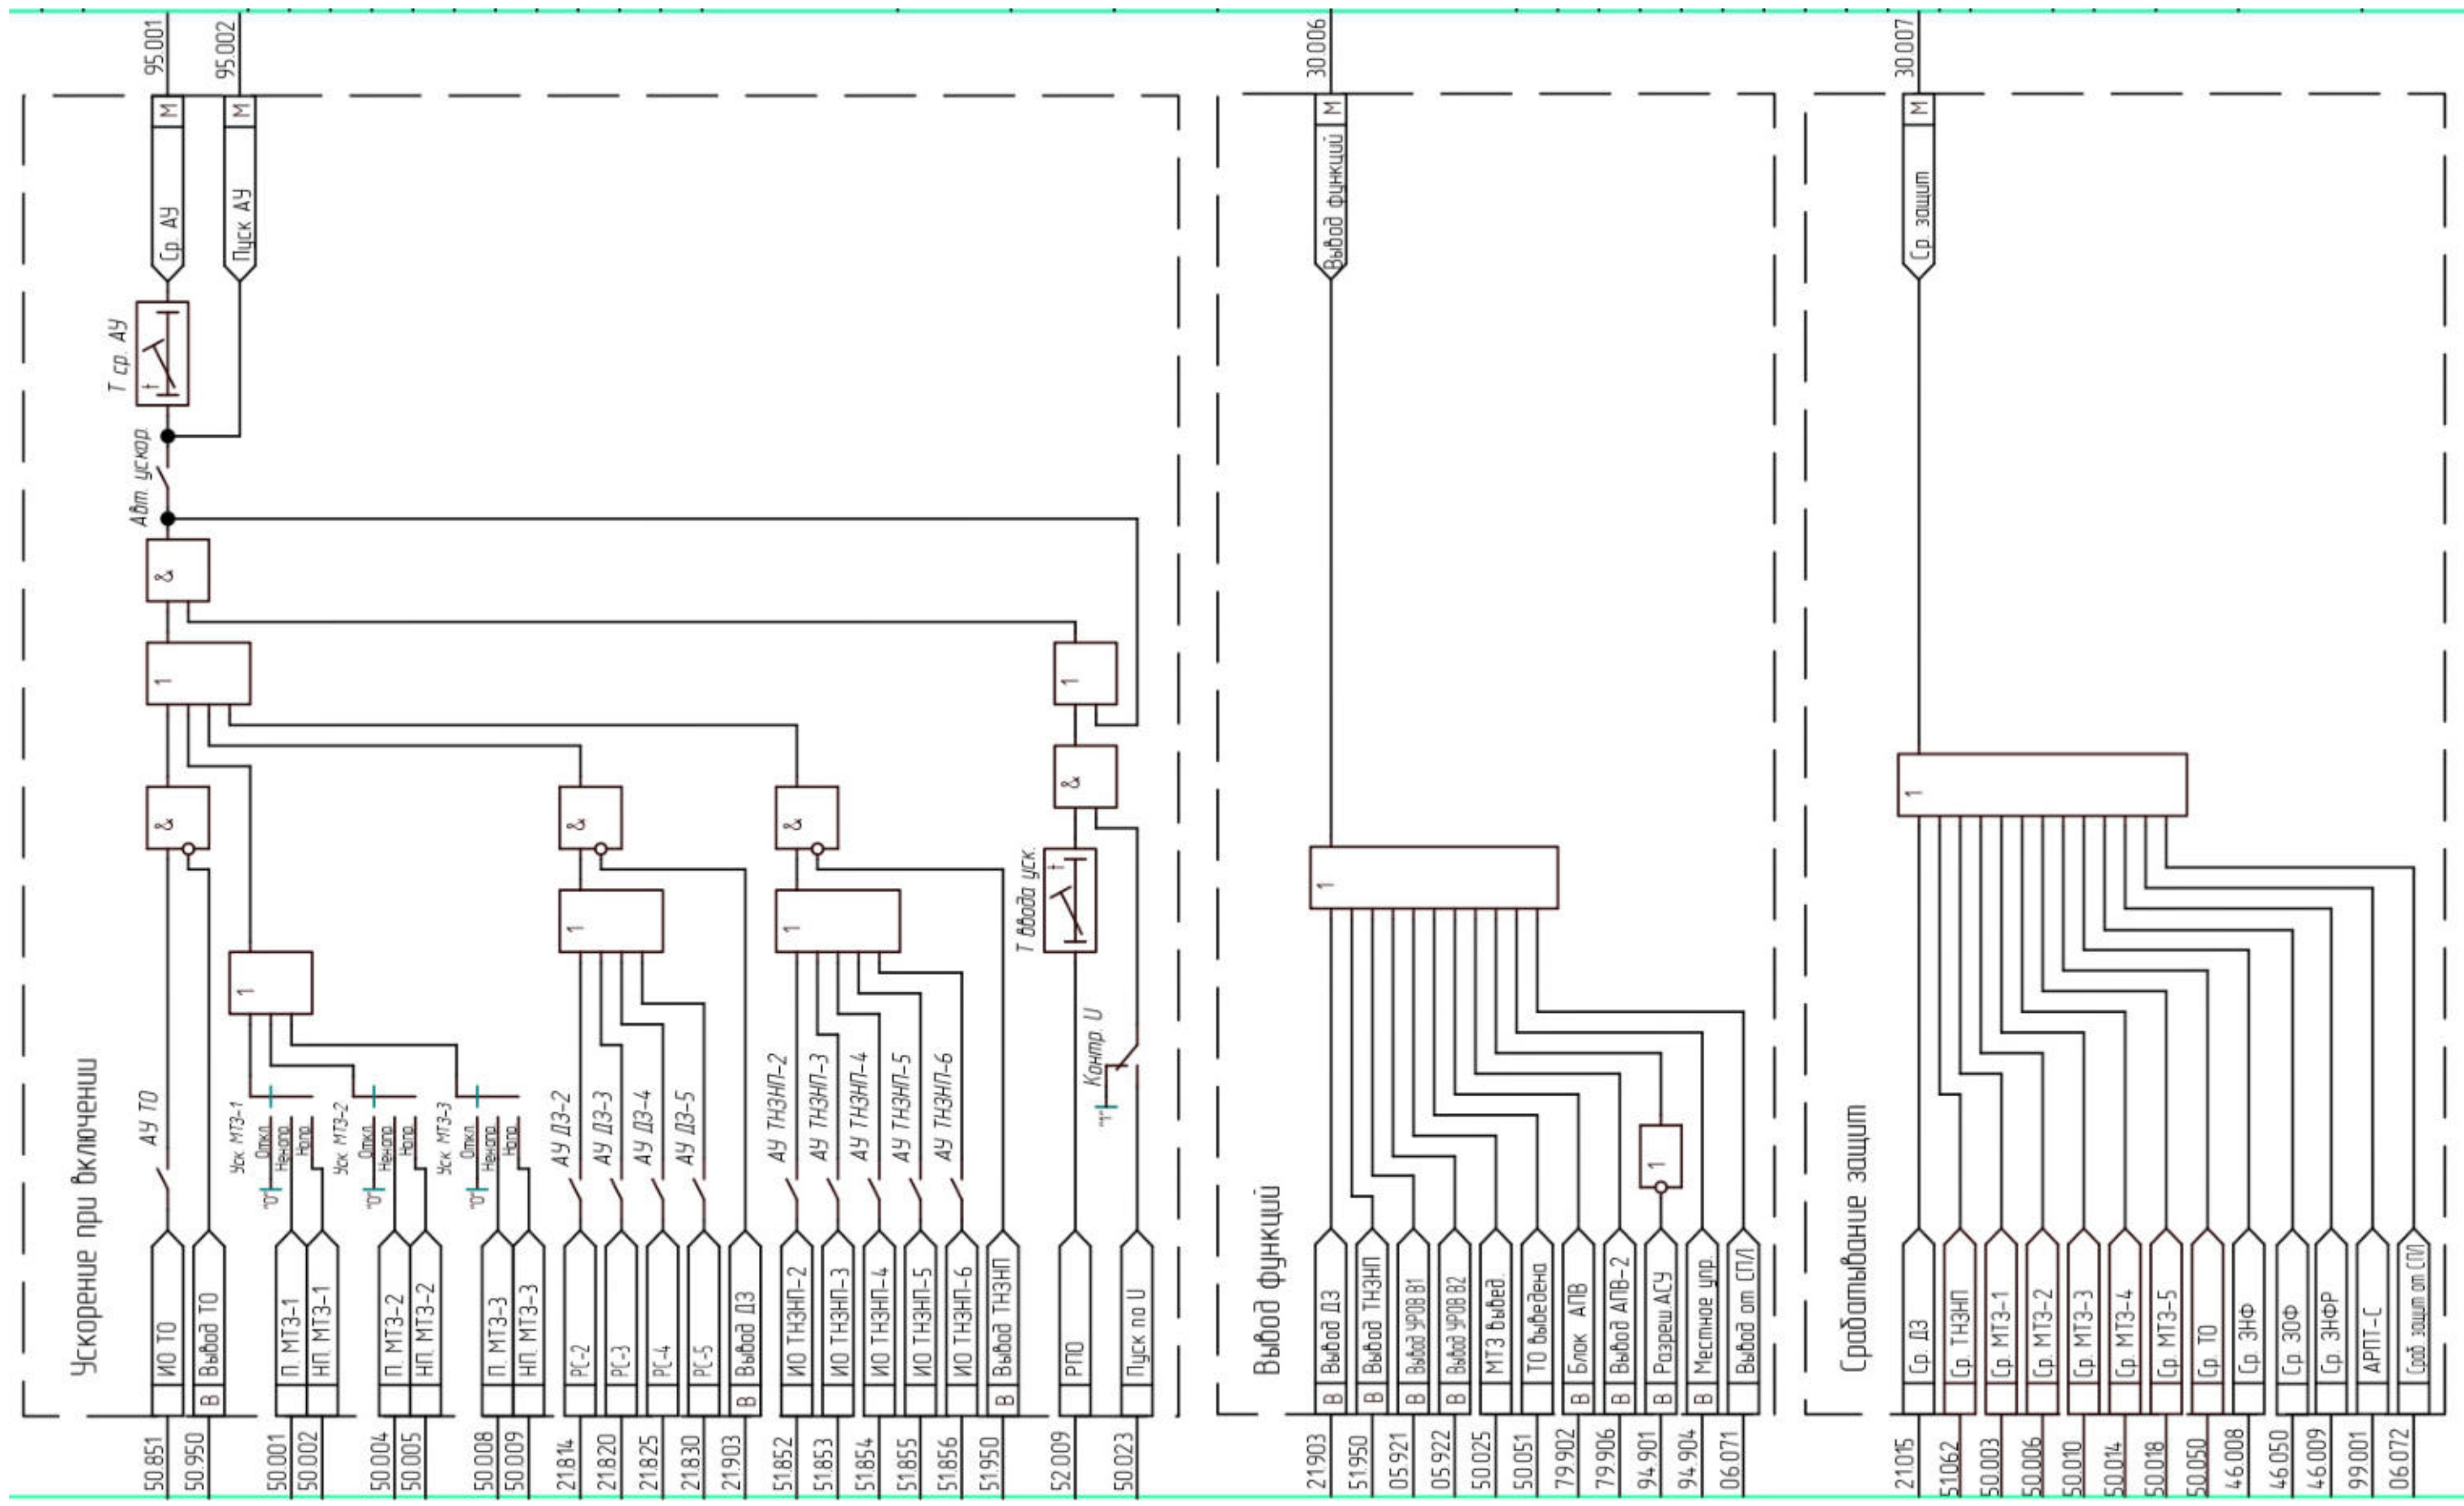 Ускорение при включении
50.851 ИО ТО
АУ ТО
50.950 В Вывод ТО
50.001 П. МТЗ-1
50.002 НП. МТЗ-1
Уск. МТЗ-1
Откл.
Ненапр.
Напр.
"0"
50.004 П. МТЗ-2
50.005 НП. МТЗ-2
Уск. МТЗ-2
Откл.
Ненапр.
Напр.
"0"
50.008 П. МТЗ-3
50.009 НП. МТЗ-3
Уск. МТЗ-3
Откл.
Ненапр.
Напр.
"0"
21.814 РС-2
АУ ДЗ-2
21.820 РС-3
АУ ДЗ-3
21.825 РС-4
АУ ДЗ-4
21.830 РС-5
АУ ДЗ-5
21.903 В Вывод ДЗ
51.852 ИО ТНЗНП-2
АУ ТНЗНП-2
51.853 ИО ТНЗНП-3
АУ ТНЗНП-3
51.854 ИО ТНЗНП-4
АУ ТНЗНП-4
51.855 ИО ТНЗНП-5
АУ ТНЗНП-5
51.856 ИО ТНЗНП-6
АУ ТНЗНП-6
51.950 В Вывод ТНЗНП
52.009 РПО
50.023 Пуск по U
Контр. U
"1"
1
1
1
&
&
&
Т ввода уск.
t
&
1
1
&
Авт. ускор.
Т ср. АУ
t
Ср. АУ М 95.001
Пуск АУ М 95.002
Вывод функций
21.903 В Вывод ДЗ
51.950 В Вывод ТНЗНП
05.921 В Вывод УРОВ В1
05.922 В Вывод УРОВ В2
50.025 МТЗ вывед.
50.051 ТО выведена
79.902 В Блок. АПВ
79.906 В Вывод АПВ-2
94.901 В Разреш.АСУ
94.904 В Местное упр.
06.071 Вывод от СПЛ
1
1
Вывод функций М 30.006
Срабатывание защит
21015 Ср. ДЗ
51062 Ср. ТНЗНП
50.003 Ср. МТЗ-1
50.006 Ср. МТЗ-2
50.010 Ср. МТЗ-3
50.014 Ср. МТЗ-4
50.018 Ср. МТЗ-5
50.050 Ср. ТО
46.008 Ср. ЗНФ
46.050 Ср. ЗОФ
46.009 Ср. ЗНФР
99.001 АРПТ-С
06.072 Сраб. защит от СПЛ
1
Ср. защит М 30.007